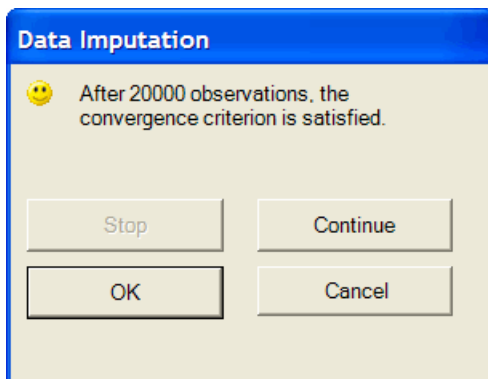 Data Imputation
After 20000 observations, the
convergence criterion is satisfied.
Stop
Continue
OK
Cancel